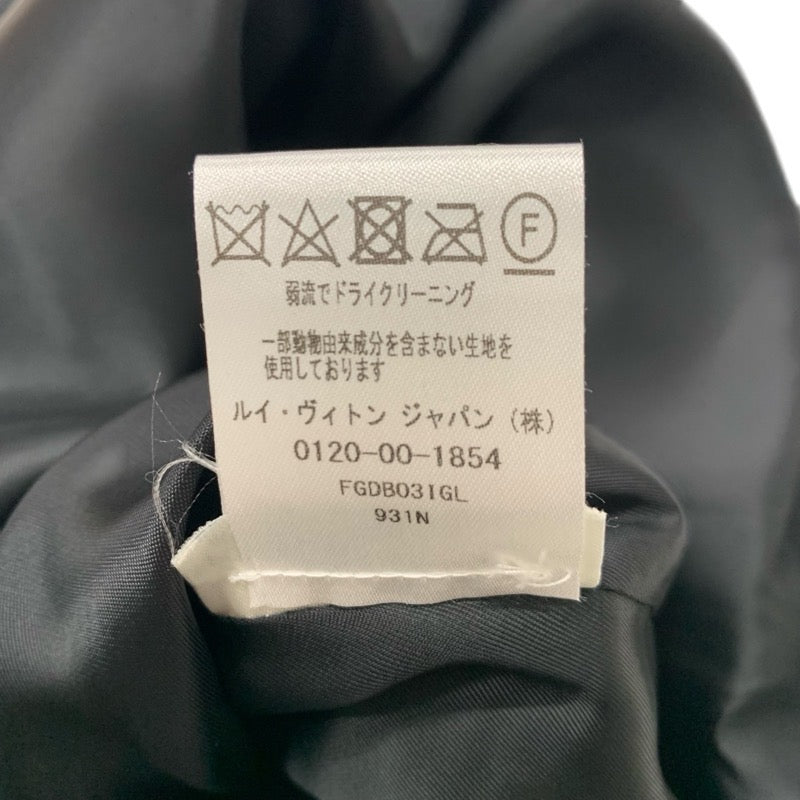 F
弱流でドライクリーニング
一部動物由来成分を含まない生地を
使用しております
ルイ・ヴィトン ジャパン (株)
0120-00-1854
FGDB03IGL
931N